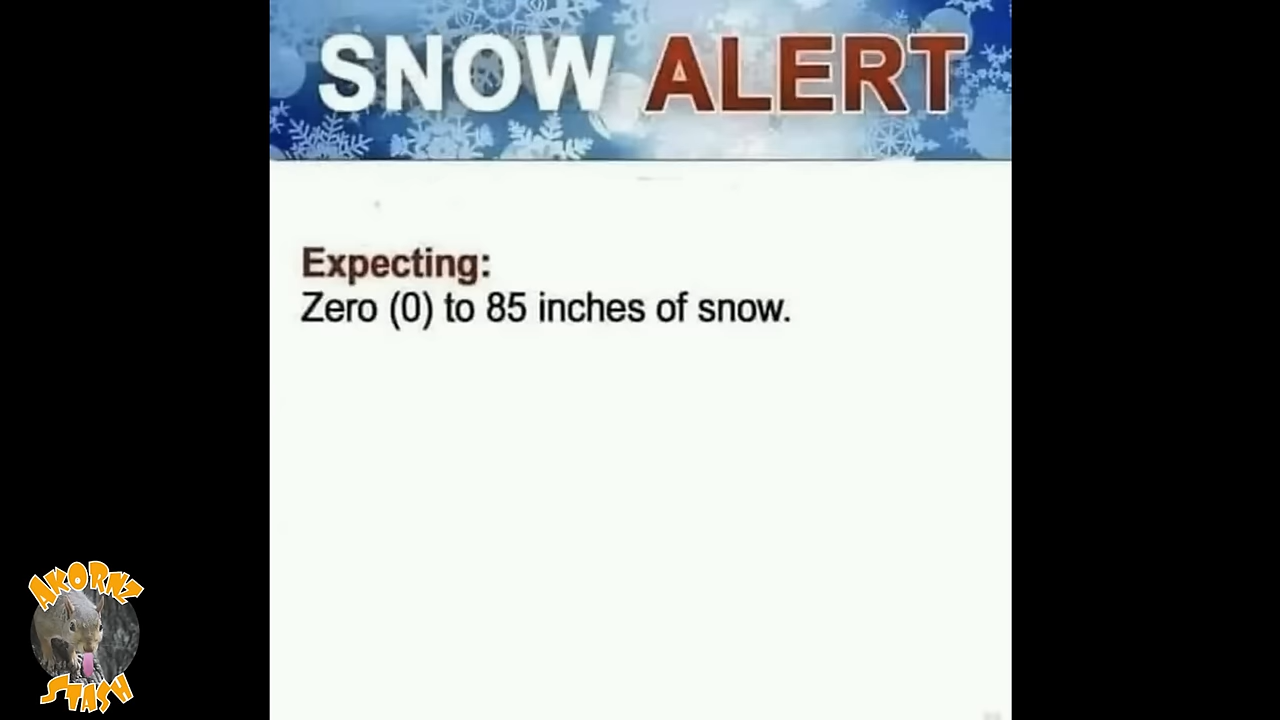 SNOW ALERT
Expecting:
Zero (0) to 85 inches of snow.
AKORNZ
STASH